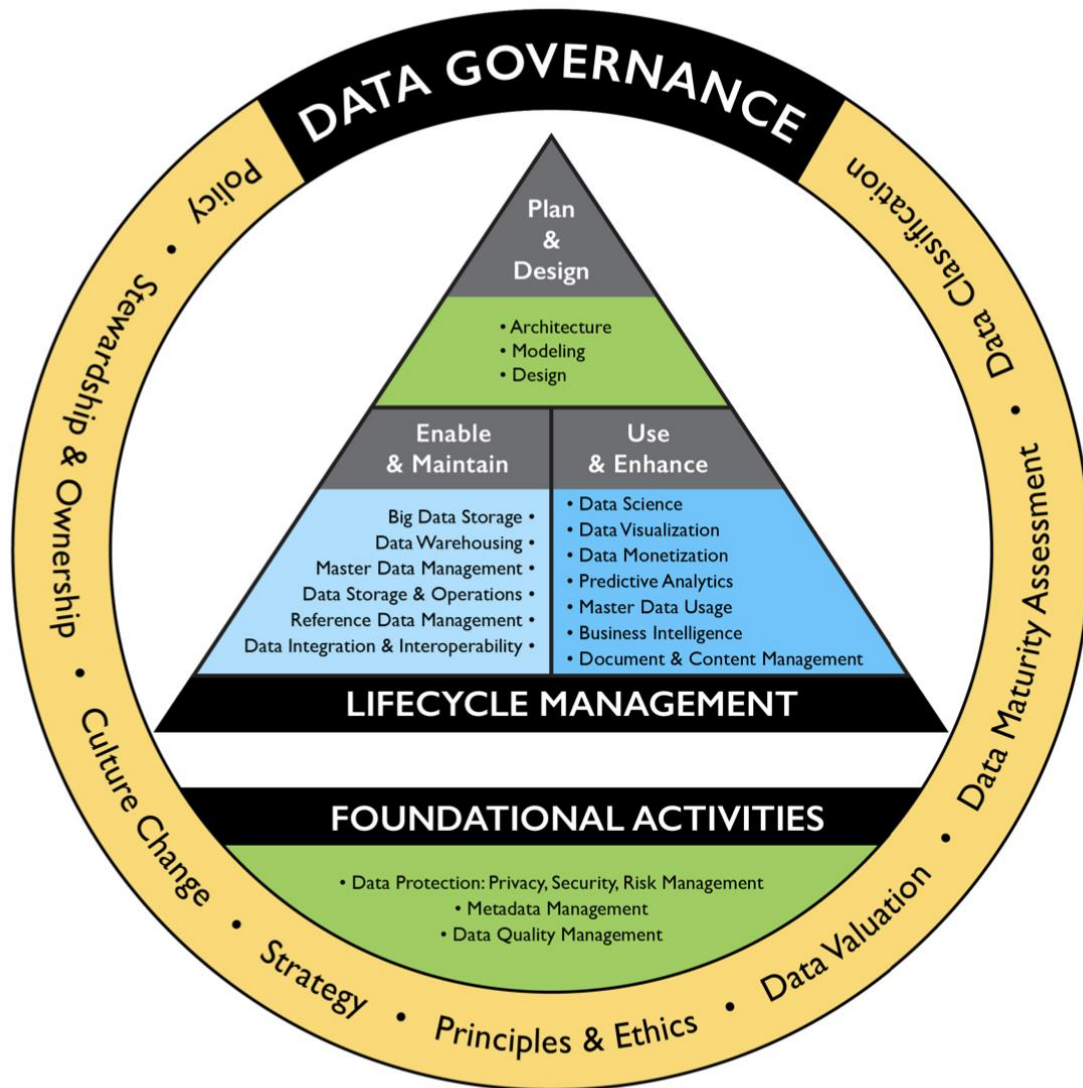 DATA GOVERNANCE
Policy • Stewardship & Ownership • Culture Change • Strategy • Principles & Ethics • Data Valuation • Data Maturity Assessment • Data Classification
Plan
&
Design
• Architecture
• Modeling
• Design
Enable
& Maintain
Big Data Storage •
Data Warehousing •
Master Data Management •
Data Storage & Operations •
Reference Data Management •
Data Integration & Interoperability •
Use
& Enhance
• Data Science
• Data Visualization
• Data Monetization
• Predictive Analytics
• Master Data Usage
• Business Intelligence
• Document & Content Management
LIFECYCLE MANAGEMENT
FOUNDATIONAL ACTIVITIES
• Data Protection: Privacy, Security, Risk Management
• Metadata Management
• Data Quality Management